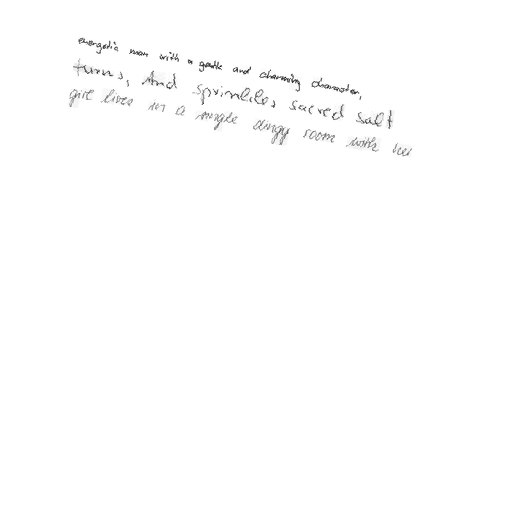 energetic man with a gentle and charming character,
turns, And sprinkles sacred salt
girl lives in a single dingy room with her